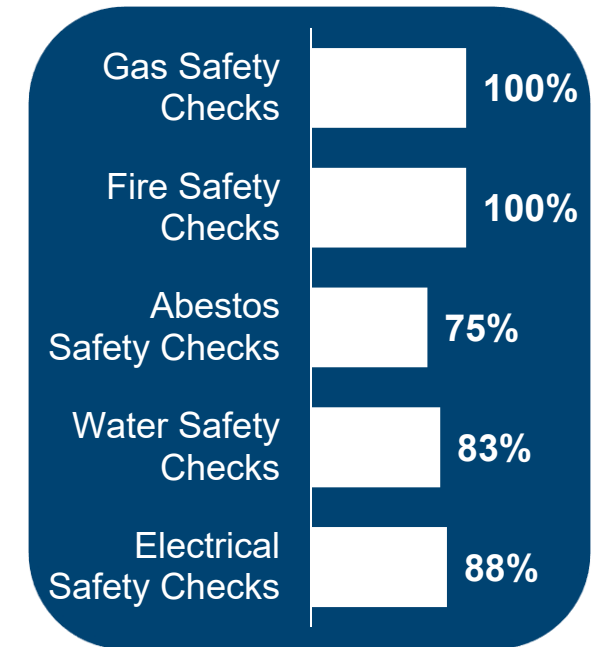 Gas Safety
Checks
100%
Fire Safety
Checks
100%
Abestos
Safety Checks
75%
Water Safety
Checks
83%
Electrical
Safety Checks
88%